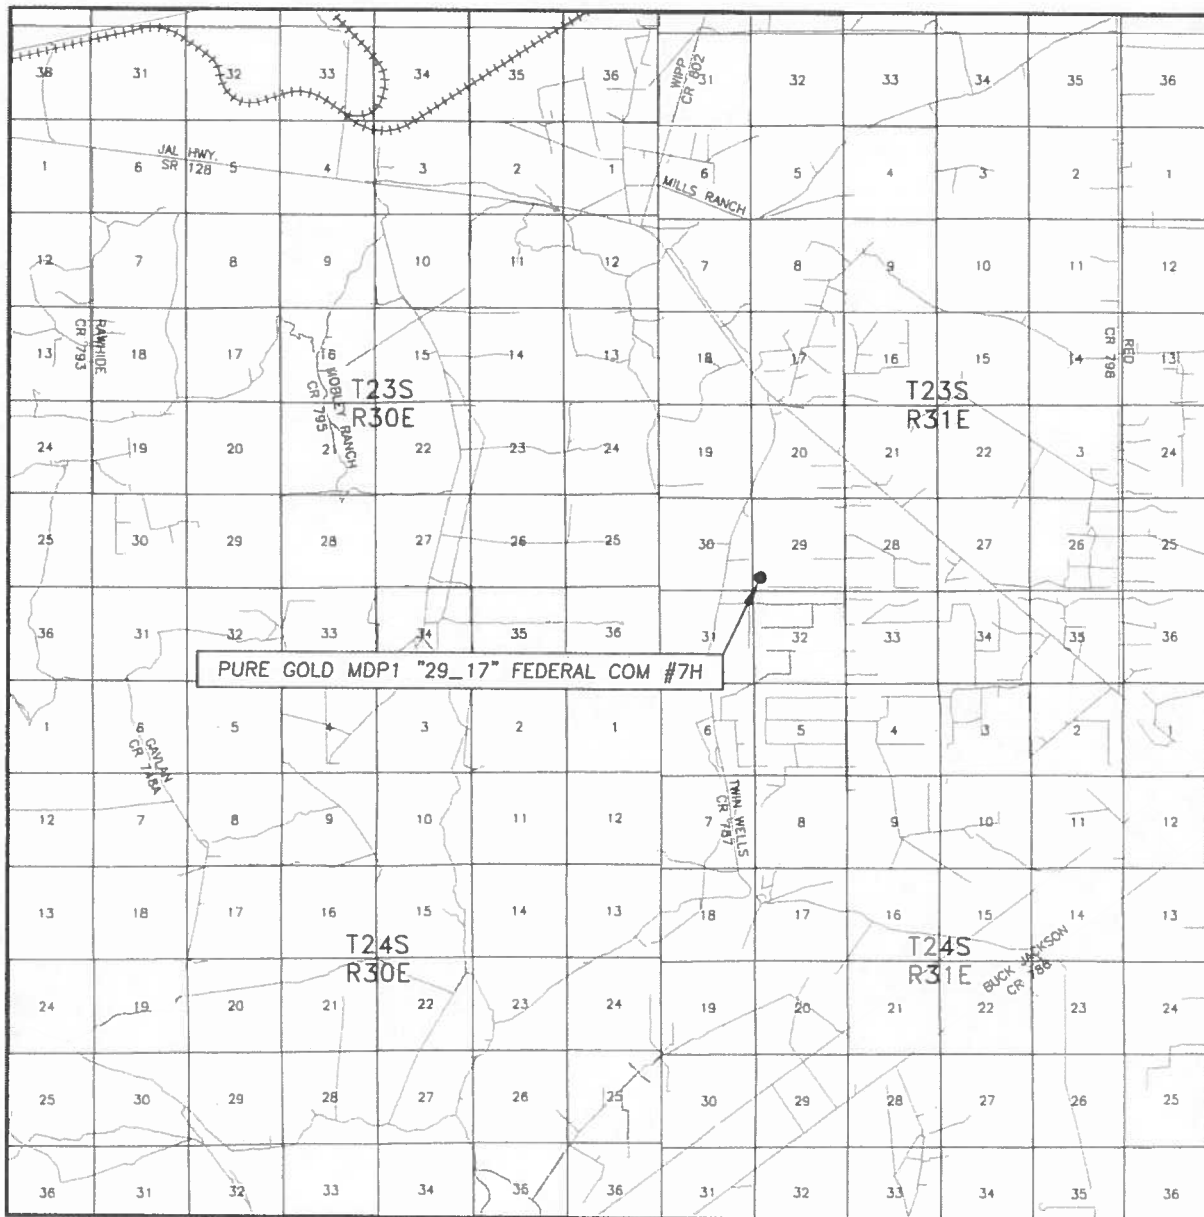 36 31 32 33 34 35 36 31 32 33 34 35 36
WIPP
CR 802
JAL HWY.
SR 128
1 6 5 4 3 2 1 6 5 4 3 2 1
MILLS RANCH
12 7 8 9 10 11 12 7 8 9 10 11 12
RAWHIDE
CR 793
RED
CR 798
13 18 17 16 15 14 13 18 17 16 15 14 13
MOBLEY RANCH
CR 795
T23S
R30E
T23S
R31E
24 19 20 21 22 23 24 19 20 21 22 3 24
25 30 29 28 27 26 25 30 29 28 27 26 25
36 31 32 33 34 35 36 31 32 33 34 35 36
PURE GOLD MDP1 "29_17" FEDERAL COM #7H
1 6 5 4 3 2 1 6 5 4 3 2 1
GAVLAN
CR 748A
TWIN WELLS
CR 787
12 7 8 9 10 11 12 7 8 9 10 11 12
13 18 17 16 15 14 13 18 17 16 15 14 13
T24S
R30E
T24S
R31E
BUCK JACKSON
CR 786
24 19 20 21 22 23 24 19 20 21 22 23 24
25 30 29 28 27 26 25 30 29 28 27 26 25
36 31 32 33 34 35 36 31 32 33 34 35 36